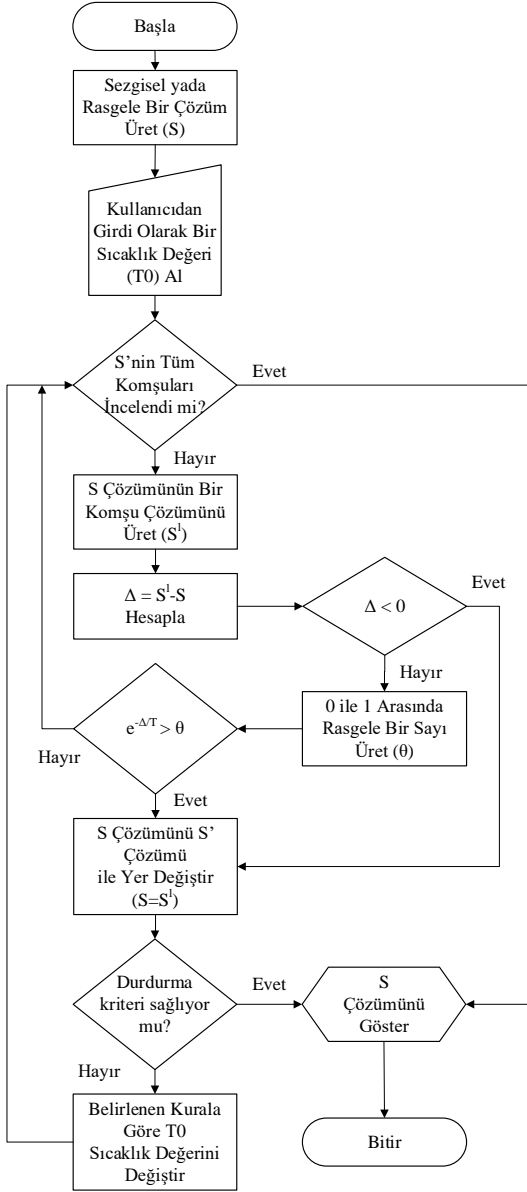 Başla
Sezgisel yada
Rasgele Bir Çözüm
Üret (S)
Kullanıcıdan
Girdi Olarak Bir
Sıcaklık Değeri
(T0) Al
S’nin Tüm
Komşuları
İncelendi mi?
Evet
Hayır
S Çözümünün Bir
Komşu Çözümünü
Üret (S¹)
Δ = S¹-S
Hesapla
Δ < 0
Evet
Hayır
0 ile 1 Arasında
Rasgele Bir Sayı
Üret (θ)
e^-Δ/T > θ
Hayır
Evet
S Çözümünü S’
Çözümü
ile Yer Değiştir
(S=S¹)
Durdurma
kriteri sağlıyor
mu?
Evet
S
Çözümünü
Göster
Hayır
Belirlenen Kurala
Göre T0
Sıcaklık Değerini
Değiştir
Bitir